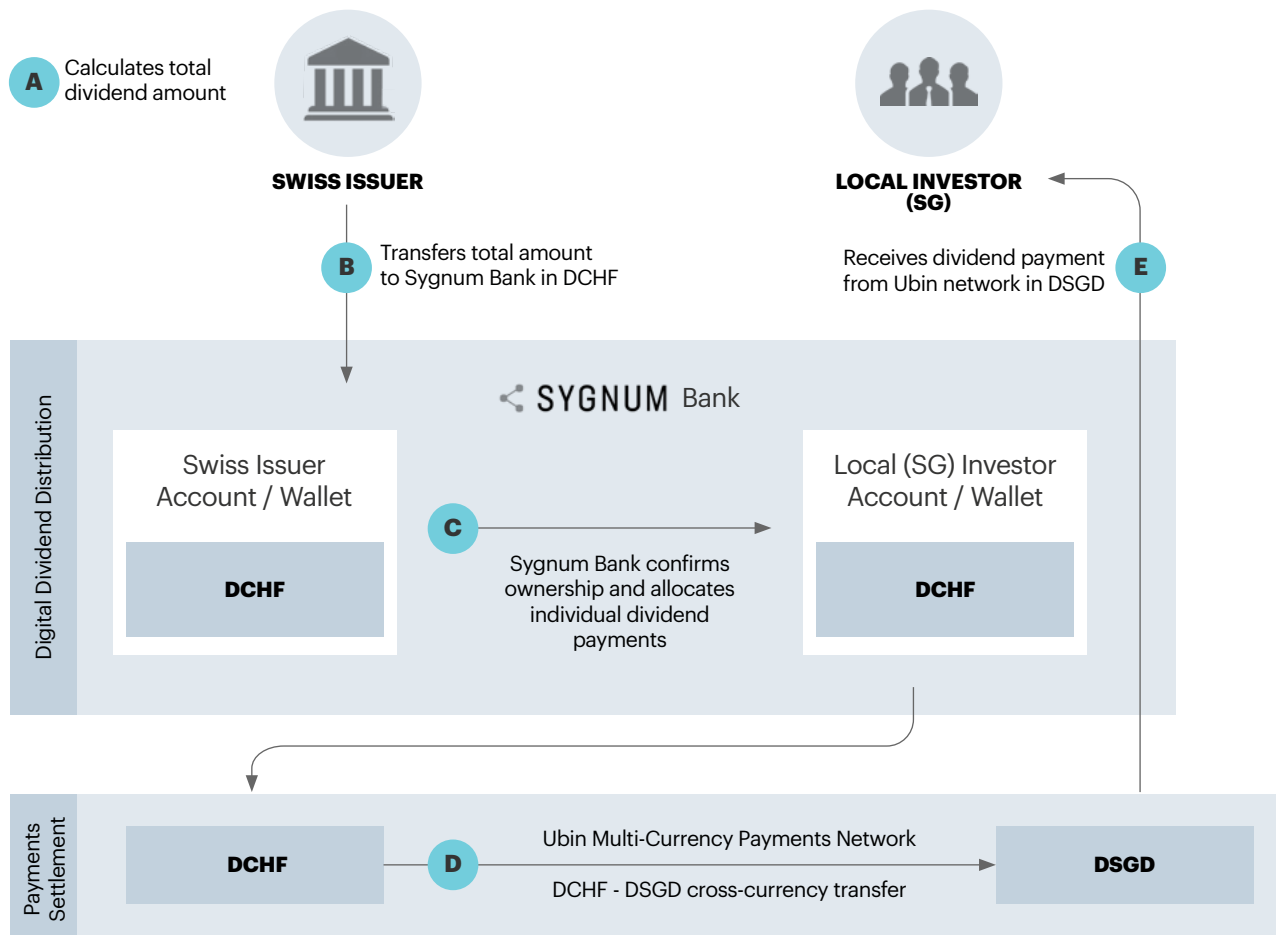 A
Calculates total
dividend amount
SWISS ISSUER
LOCAL INVESTOR
(SG)
B
Transfers total amount
to Sygnum Bank in DCHF
Receives dividend payment
from Ubin network in DSGD
E
Digital Dividend Distribution
SYGNUM Bank
Swiss Issuer
Account / Wallet
DCHF
C
Sygnum Bank confirms
ownership and allocates
individual dividend
payments
Local (SG) Investor
Account / Wallet
DCHF
Payments
Settlement
DCHF
D
Ubin Multi-Currency Payments Network
DCHF - DSGD cross-currency transfer
DSGD